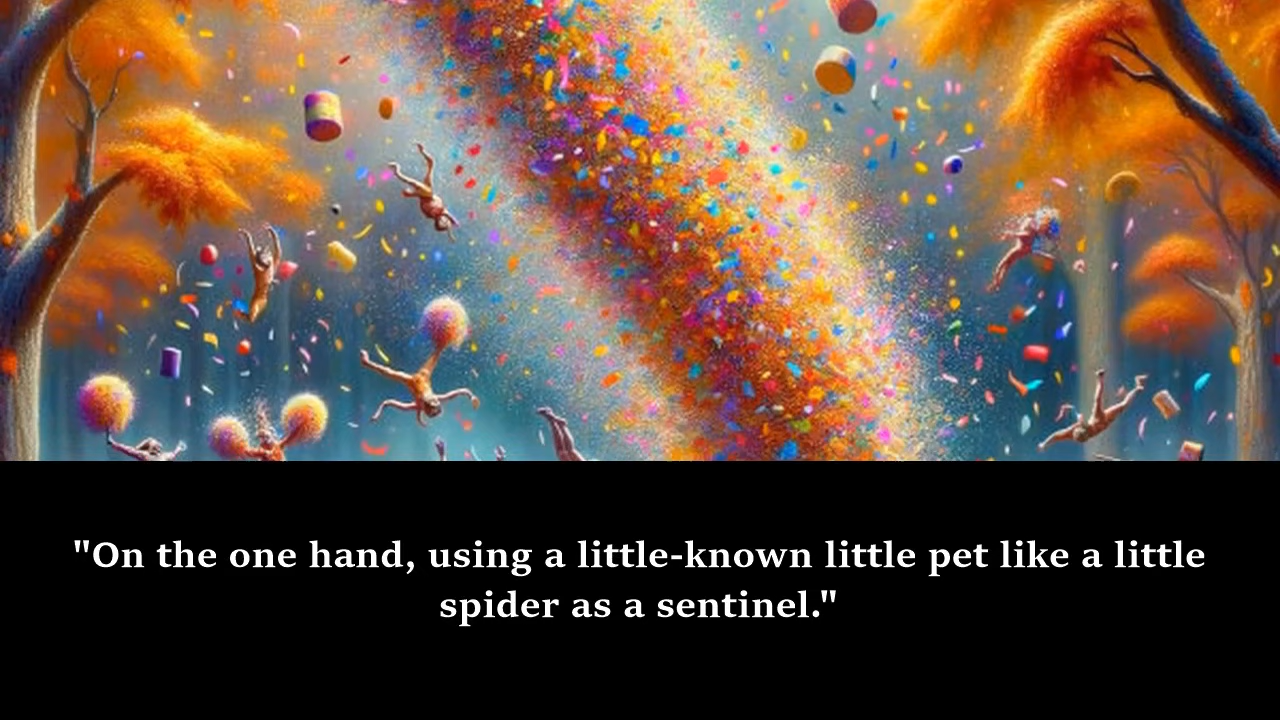 "On the one hand, using a little-known little pet like a little
spider as a sentinel."